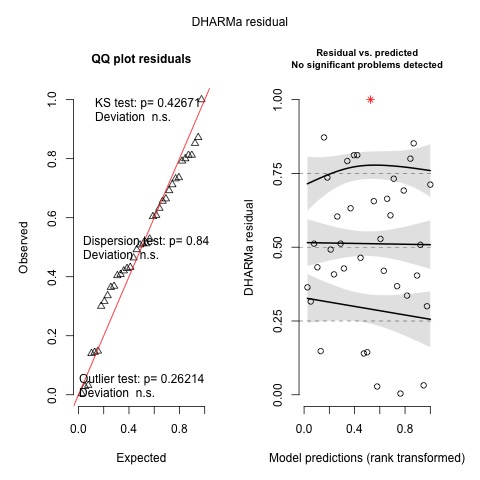 DHARMa residual
QQ plot residuals
KS test: p= 0.42671
Deviation n.s.
Dispersion test: p= 0.84
Deviation n.s.
Outlier test: p= 0.26214
Deviation n.s.
Observed
0.0
0.2
0.4
0.6
0.8
1.0
0.0
0.4
0.8
Expected
Residual vs. predicted
No significant problems detected
DHARMa residual
0.00
0.25
0.50
0.75
1.00
0.0
0.4
0.8
Model predictions (rank transformed)